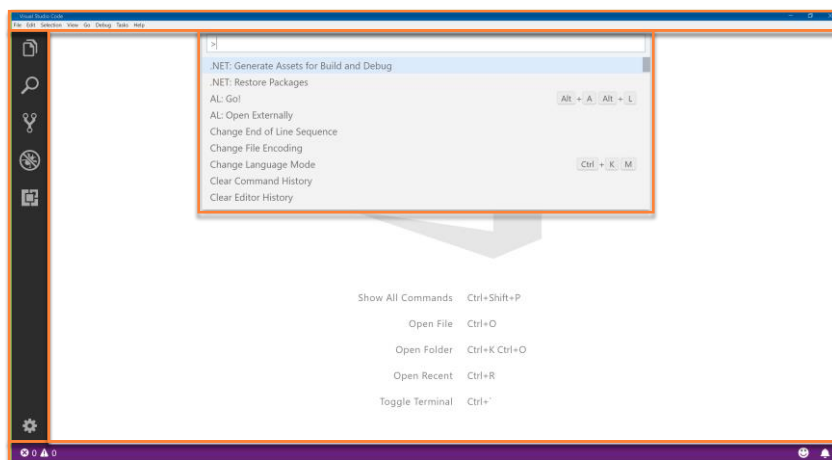 Visual Studio Code
File Edit Selection View Go Debug Tasks Help
>
.NET: Generate Assets for Build and Debug
.NET: Restore Packages
AL: Go! Alt + A Alt + L
AL: Open Externally
Change End of Line Sequence
Change File Encoding
Change Language Mode Ctrl + K M
Clear Command History
Clear Editor History
Show All Commands Ctrl+Shift+P
Open File Ctrl+O
Open Folder Ctrl+K Ctrl+O
Open Recent Ctrl+R
Toggle Terminal Ctrl+`
0 0